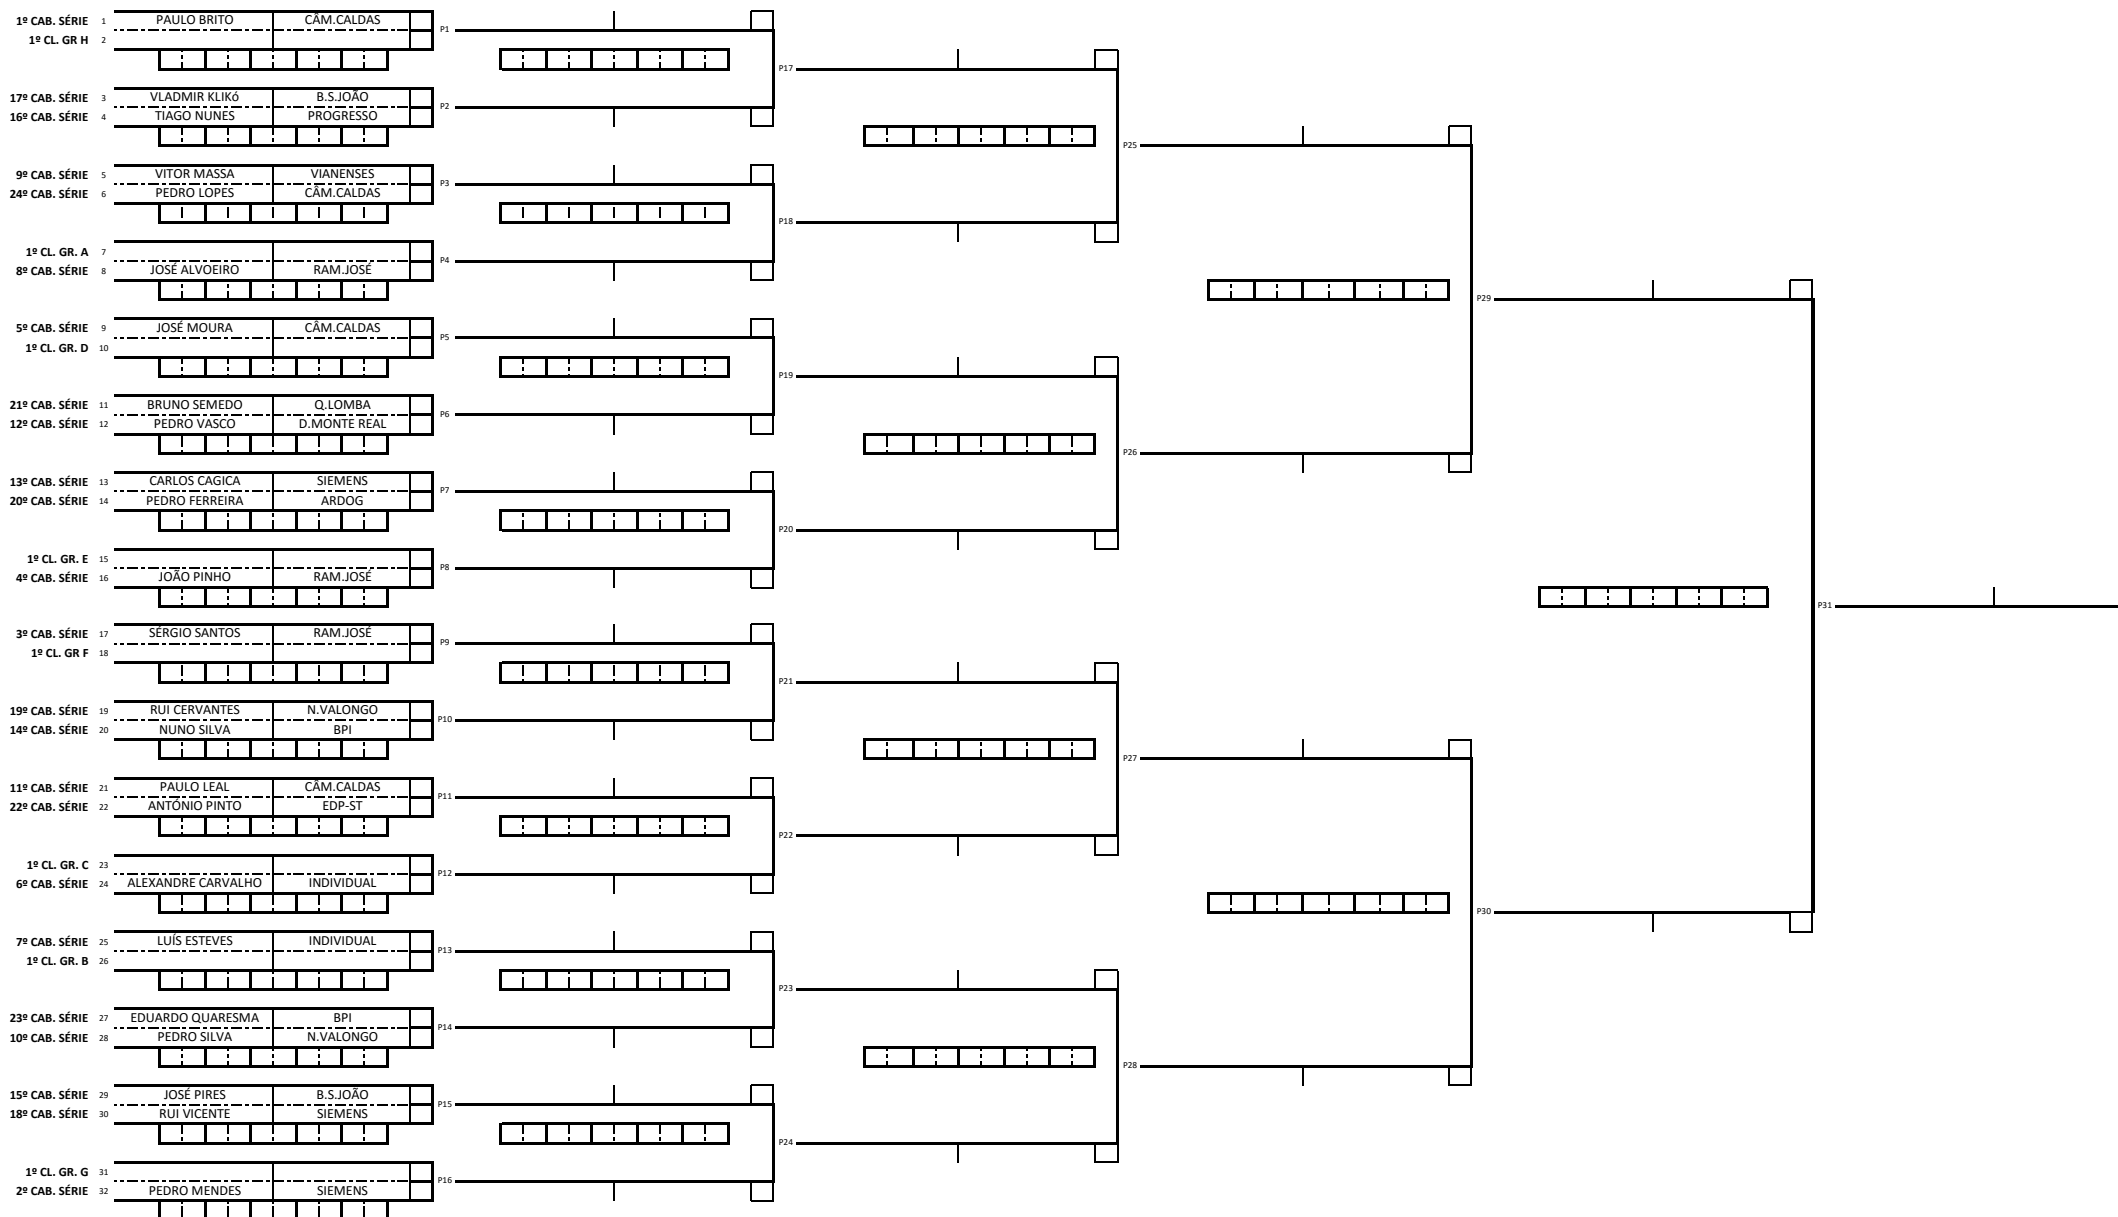 1º CAB. SÉRIE 1 PAULO BRITO CÂM.CALDAS
P1
1º CL. GR H 2
P17
17º CAB. SÉRIE 3 VLADMIR KLIKó B.S.JOÃO
P2
16º CAB. SÉRIE 4 TIAGO NUNES PROGRESSO
P25
9º CAB. SÉRIE 5 VITOR MASSA VIANENSES
P3
24º CAB. SÉRIE 6 PEDRO LOPES CÂM.CALDAS
P18
1º CL. GR. A 7
P4
8º CAB. SÉRIE 8 JOSÉ ALVOEIRO RAM.JOSÉ
P29
5º CAB. SÉRIE 9 JOSÉ MOURA CÂM.CALDAS
P5
1º CL. GR. D 10
P19
21º CAB. SÉRIE 11 BRUNO SEMEDO Q.LOMBA
P6
12º CAB. SÉRIE 12 PEDRO VASCO D.MONTE REAL
P26
13º CAB. SÉRIE 13 CARLOS CAGICA SIEMENS
P7
20º CAB. SÉRIE 14 PEDRO FERREIRA ARDOG
P20
1º CL. GR. E 15
P8
4º CAB. SÉRIE 16 JOÃO PINHO RAM.JOSÉ
P31
3º CAB. SÉRIE 17 SÉRGIO SANTOS RAM.JOSÉ
P9
1º CL. GR F 18
P21
19º CAB. SÉRIE 19 RUI CERVANTES N.VALONGO
P10
14º CAB. SÉRIE 20 NUNO SILVA BPI
P27
11º CAB. SÉRIE 21 PAULO LEAL CÂM.CALDAS
P11
22º CAB. SÉRIE 22 ANTÓNIO PINTO EDP-ST
P22
1º CL. GR. C 23
P12
6º CAB. SÉRIE 24 ALEXANDRE CARVALHO INDIVIDUAL
P30
7º CAB. SÉRIE 25 LUÍS ESTEVES INDIVIDUAL
P13
1º CL. GR. B 26
P23
23º CAB. SÉRIE 27 EDUARDO QUARESMA BPI
P14
10º CAB. SÉRIE 28 PEDRO SILVA N.VALONGO
P28
15º CAB. SÉRIE 29 JOSÉ PIRES B.S.JOÃO
P15
18º CAB. SÉRIE 30 RUI VICENTE SIEMENS
P24
1º CL. GR. G 31
P16
2º CAB. SÉRIE 32 PEDRO MENDES SIEMENS